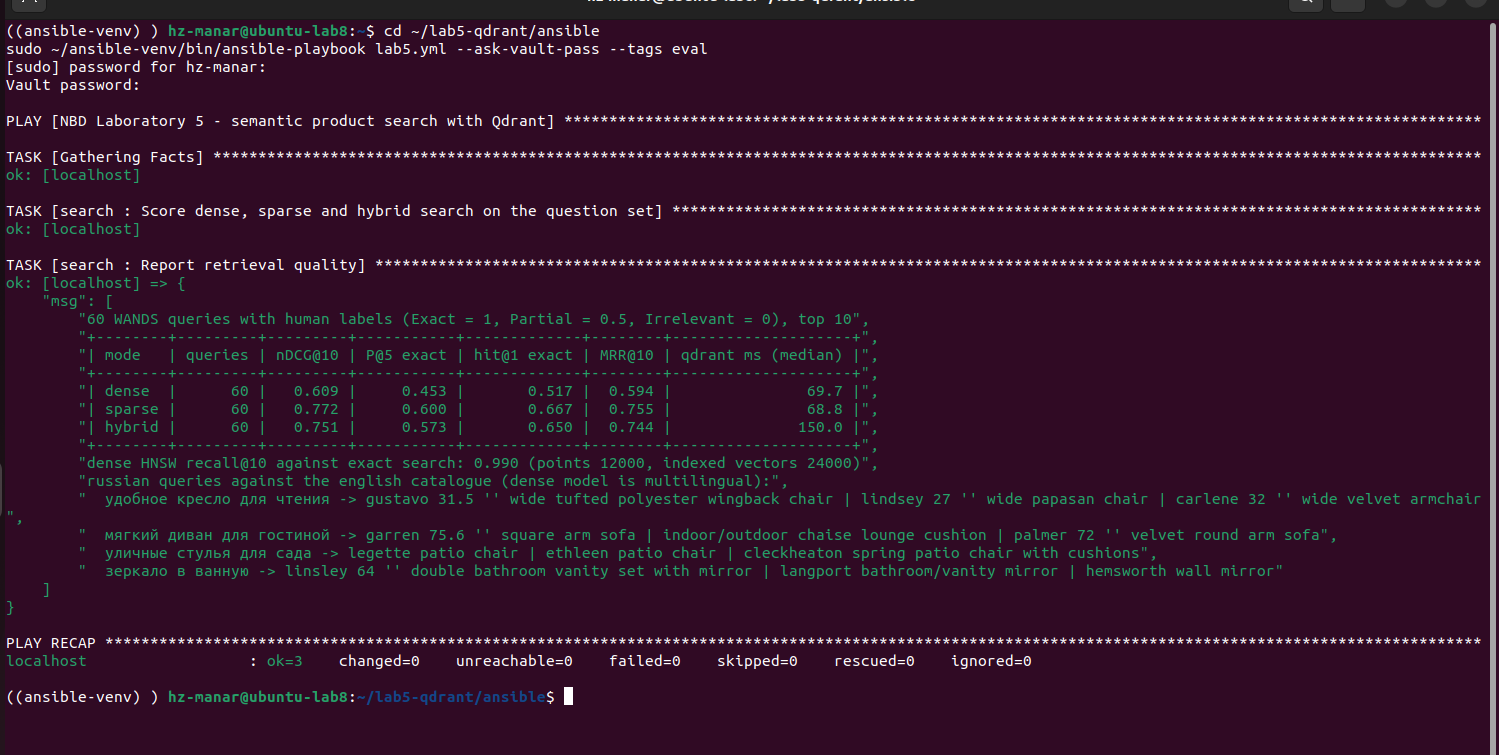 ((ansible-venv) ) hz-manar@ubuntu-lab8:~$ cd ~/lab5-qdrant/ansible
sudo ~/ansible-venv/bin/ansible-playbook lab5.yml --ask-vault-pass --tags eval
[sudo] password for hz-manar:
Vault password:
PLAY [NBD Laboratory 5 - semantic product search with Qdrant] ******************************************************************************************************
TASK [Gathering Facts] *********************************************************************************************************************************************
ok: [localhost]
TASK [search : Score dense, sparse and hybrid search on the question set] ******************************************************************************************
ok: [localhost]
TASK [search : Report retrieval quality] ***************************************************************************************************************************
ok: [localhost] => {
    "msg": [
        "60 WANDS queries with human labels (Exact = 1, Partial = 0.5, Irrelevant = 0), top 10",
        "+--------+---------+---------+-----------+-------------+--------+--------------------+",
        "| mode   | queries | nDCG@10 | P@5 exact | hit@1 exact | MRR@10 | qdrant ms (median) |",
        "+--------+---------+---------+-----------+-------------+--------+--------------------+",
        "| dense  |      60 |   0.609 |     0.453 |       0.517 |  0.594 |               69.7 |",
        "| sparse |      60 |   0.772 |     0.600 |       0.667 |  0.755 |               68.8 |",
        "| hybrid |      60 |   0.751 |     0.573 |       0.650 |  0.744 |              150.0 |",
        "+--------+---------+---------+-----------+-------------+--------+--------------------+",
        "dense HNSW recall@10 against exact search: 0.990 (points 12000, indexed vectors 24000)",
        "russian queries against the english catalogue (dense model is multilingual):",
        "  удобное кресло для чтения -> gustavo 31.5 '' wide tufted polyester wingback chair | lindsey 27 '' wide papasan chair | carlene 32 '' wide velvet armchair
",
        "  мягкий диван для гостиной -> garren 75.6 '' square arm sofa | indoor/outdoor chaise lounge cushion | palmer 72 '' velvet round arm sofa",
        "  уличные стулья для сада -> legette patio chair | ethleen patio chair | cleckheaton spring patio chair with cushions",
        "  зеркало в ванную -> linsley 64 '' double bathroom vanity set with mirror | langport bathroom/vanity mirror | hemsworth wall mirror"
    ]
}
PLAY RECAP *********************************************************************************************************************************************************
localhost                  : ok=3    changed=0    unreachable=0    failed=0    skipped=0    rescued=0    ignored=0
((ansible-venv) ) hz-manar@ubuntu-lab8:~/lab5-qdrant/ansible$